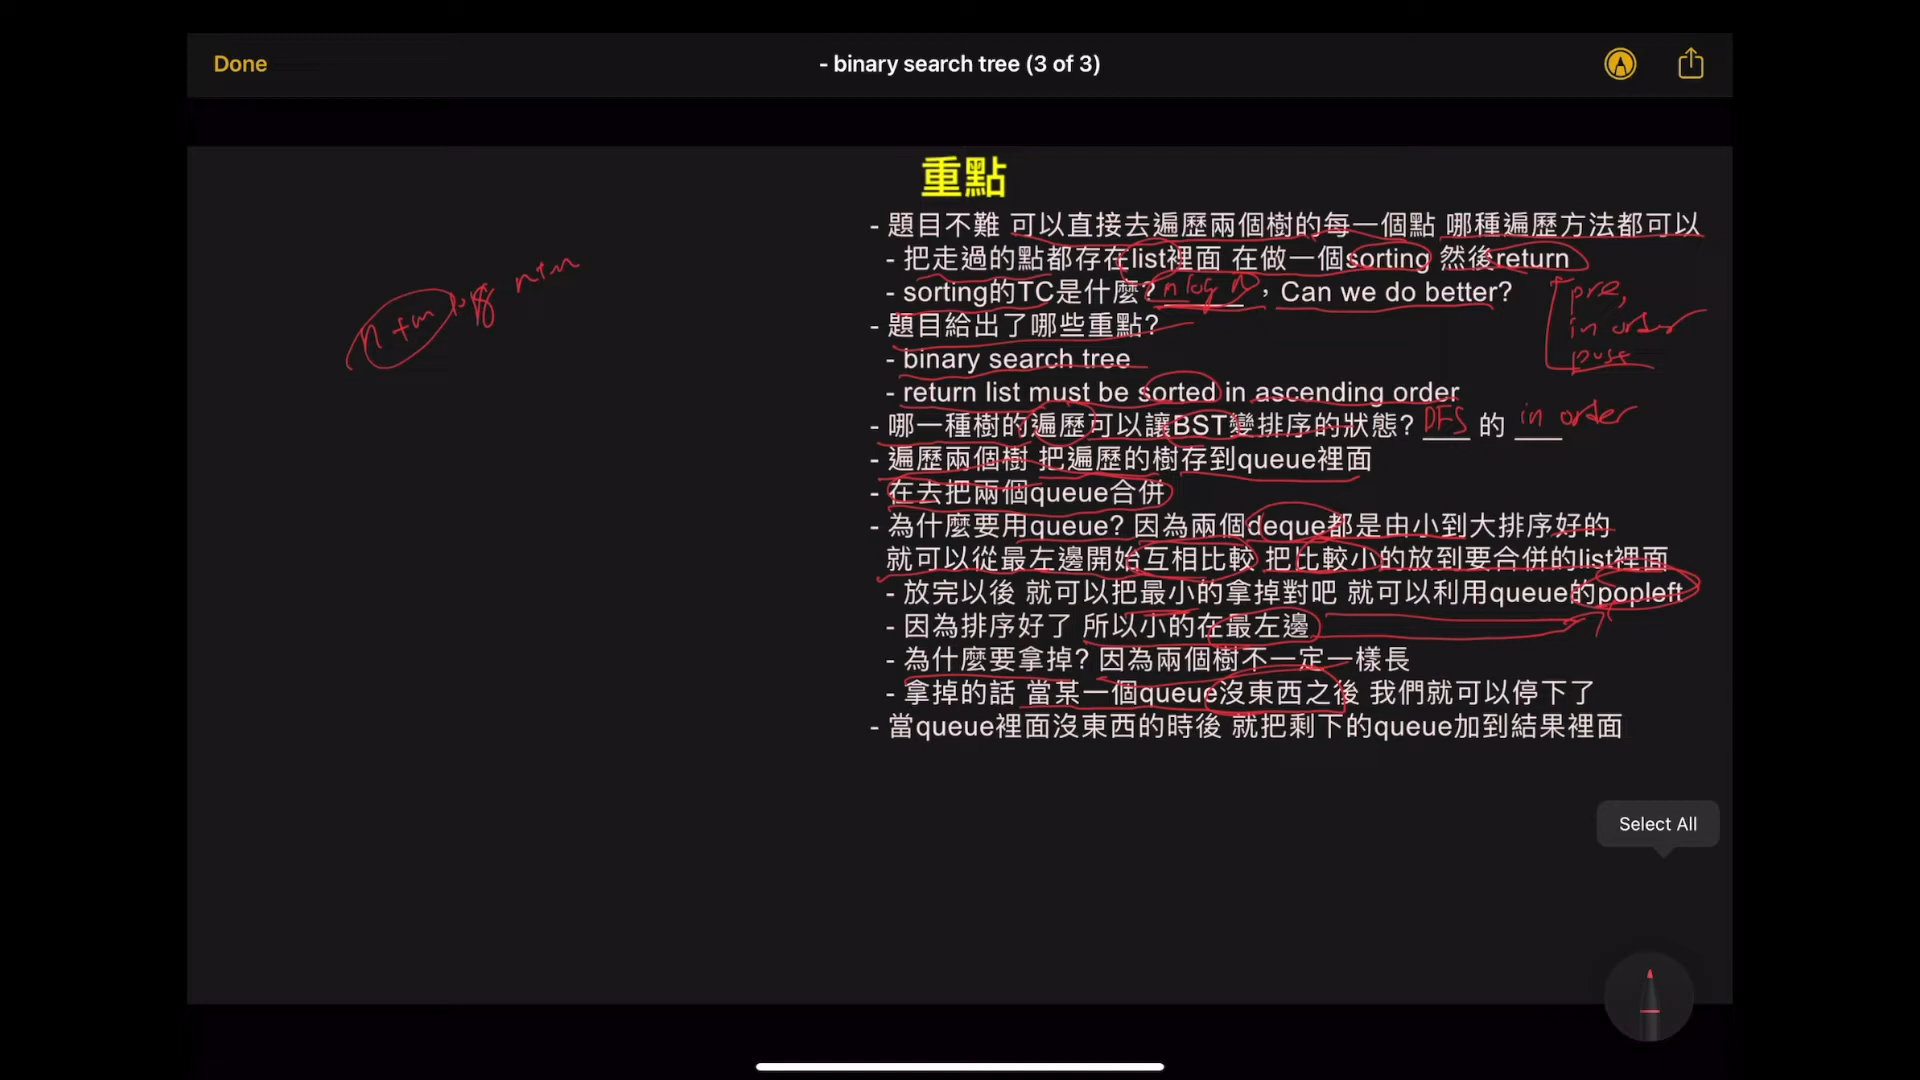 Done
- binary search tree (3 of 3)
重點
- 題目不難 可以直接去遍歷兩個樹的每一個點 哪種遍歷方法都可以
- 把走過的點都存在list裡面 在做一個sorting 然後return
- sorting的TC是什麼? n log n , Can we do better?
pre,
in order
post
n+m log n+m
- 題目給出了哪些重點?
- binary search tree
- return list must be sorted in ascending order
- 哪一種樹的遍歷可以讓BST變排序的狀態? DFS 的 in order
- 遍歷兩個樹 把遍歷的樹存到queue裡面
- 在去把兩個queue合併
- 為什麼要用queue? 因為兩個deque都是由小到大排序好的
就可以從最左邊開始互相比較 把比較小的放到要合併的list裡面
- 放完以後 就可以把最小的拿掉對吧 就可以利用queue的popleft
- 因為排序好了 所以小的在最左邊
- 為什麼要拿掉? 因為兩個樹不一定一樣長
- 拿掉的話 當某一個queue沒東西之後 我們就可以停下了
- 當queue裡面沒東西的時後 就把剩下的queue加到結果裡面
Select All